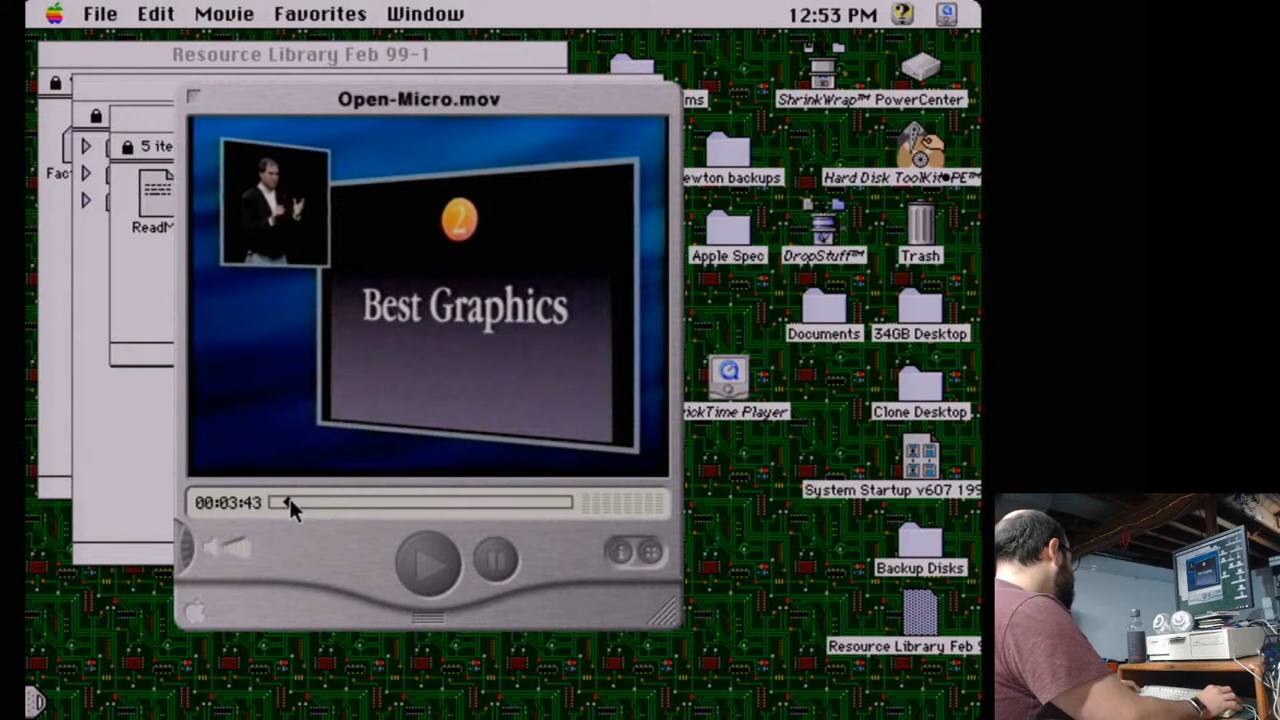 File Edit Movie Favorites Window 12:53 PM
Resource Library Feb 99-1
Open-Micro.mov
ShrinkWrap™
PowerCenter
5 ite
ReadM
ewton backups
Hard Disk ToolKit•PE™
2
Best Graphics
Apple Spec
DropStuff™
Trash
Documents
34GB Desktop
ickTime Player
Clone Desktop
System Startup v607 199
00:03:43
Backup Disks
Resource Library Feb 9